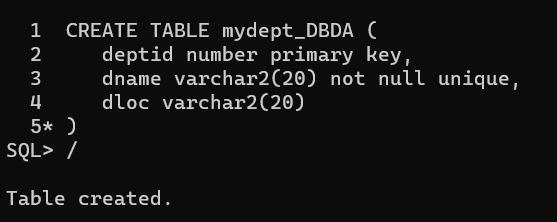 1  CREATE TABLE mydept_DBDA (
2     deptid number primary key,
3     dname varchar2(20) not null unique,
4     dloc varchar2(20)
5* )
SQL> /
Table created.